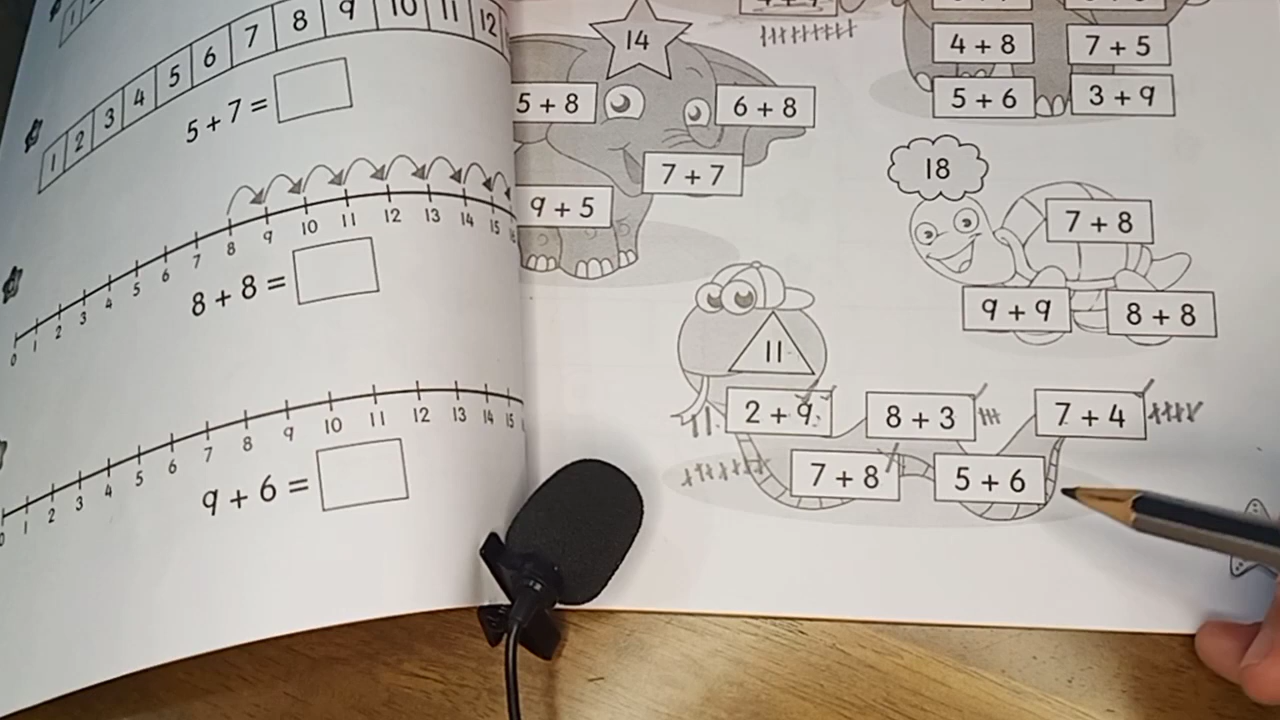 1 2 3 4 5 6 7 8 9 10 11 12
5 + 7 =
8 9 10 11 12 13 14 15
0 1 2 3 4 5 6 7
8 + 8 =
0 1 2 3 4 5 6 7 8 9 10 11 12 13 14 15
9 + 6 =
14
5 + 8
6 + 8
7 + 7
9 + 5
4 + 8
7 + 5
5 + 6
3 + 9
18
7 + 8
9 + 9
8 + 8
11
2 + 9
8 + 3
7 + 4
7 + 8
5 + 6